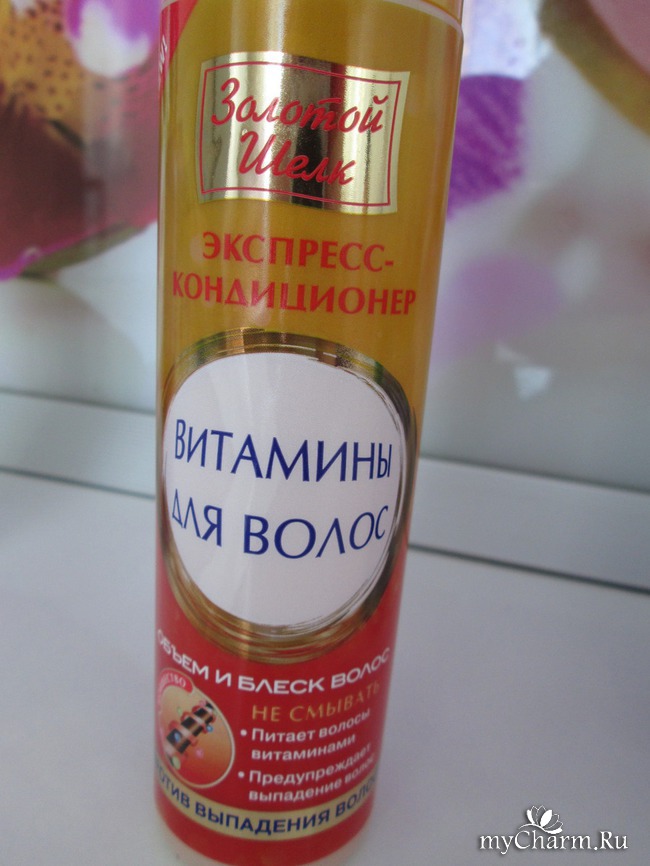 Золотой
Шелк
ЭКСПРЕСС-
КОНДИЦИОНЕР
ВИТАМИНЫ
ДЛЯ ВОЛОС
ОБЪЕМ И БЛЕСК ВОЛОС
НЕ СМЫВАТЬ
• Питает волосы
витаминами
• Предупреждает
выпадение волос
ПРОТИВ ВЫПАДЕНИЯ ВОЛОС
myCharm.Ru